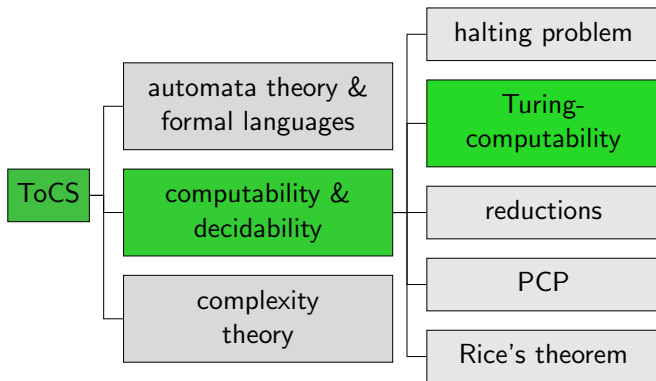 ToCS
automata theory &
formal languages
computability &
decidability
complexity
theory
halting problem
Turing-
computability
reductions
PCP
Rice's theorem